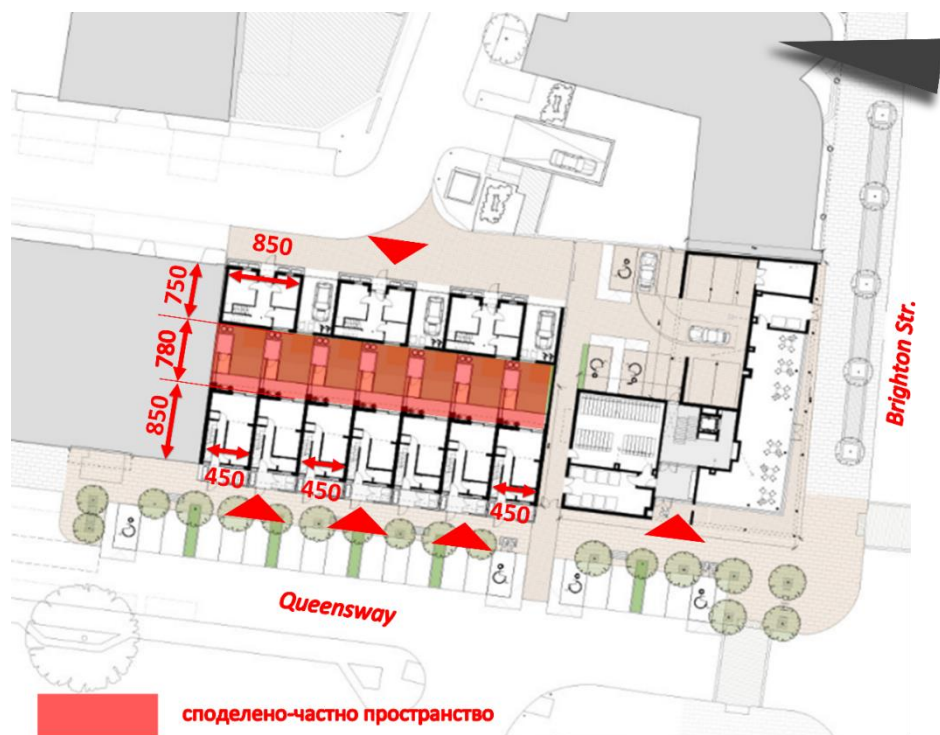 850
750
780
850
450
450
450
Brighton Str.
Queensway
споделено-частно пространство